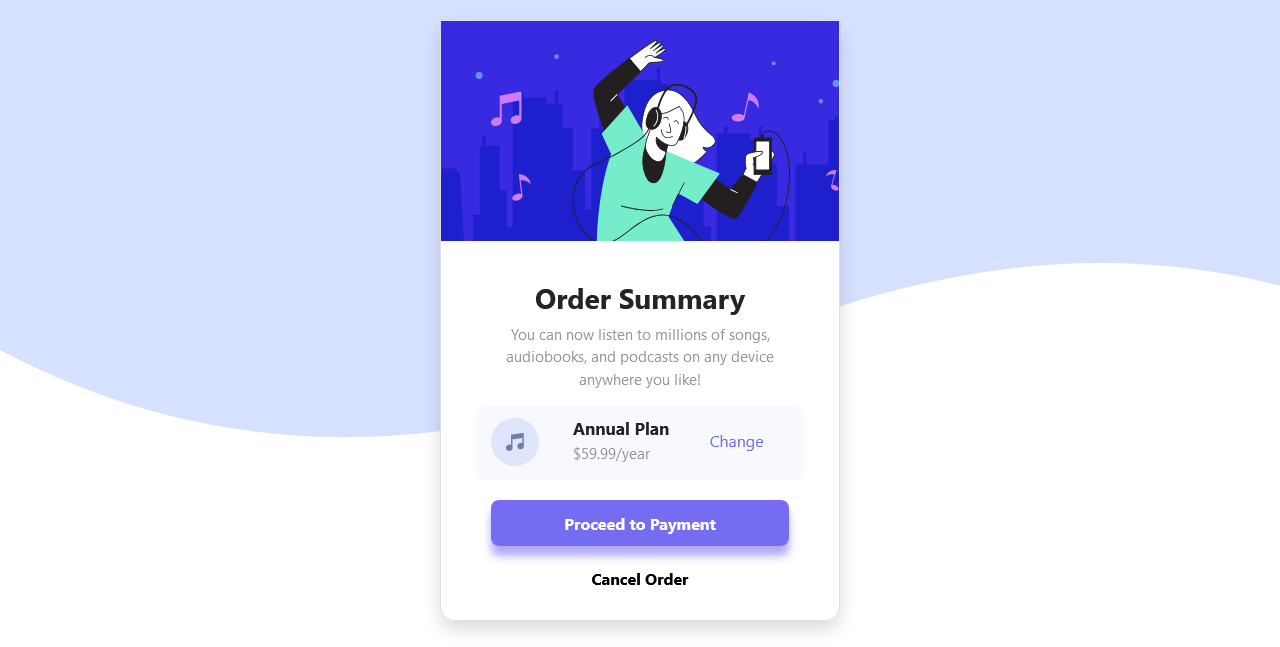 Order Summary
You can now listen to millions of songs,
audiobooks, and podcasts on any device
anywhere you like!
Annual Plan
$59.99/year
Change
Proceed to Payment
Cancel Order